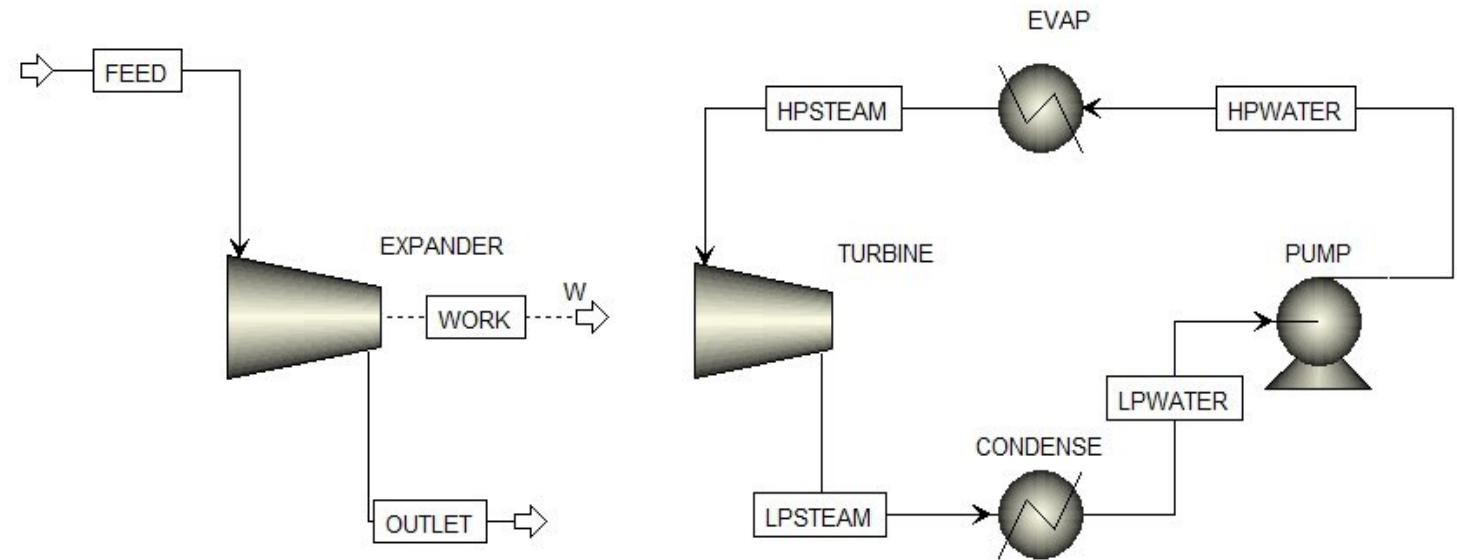 EVAP
FEED
HPSTEAM
HPWATER
EXPANDER
TURBINE
PUMP
W
WORK
LPWATER
CONDENSE
LPSTEAM
OUTLET